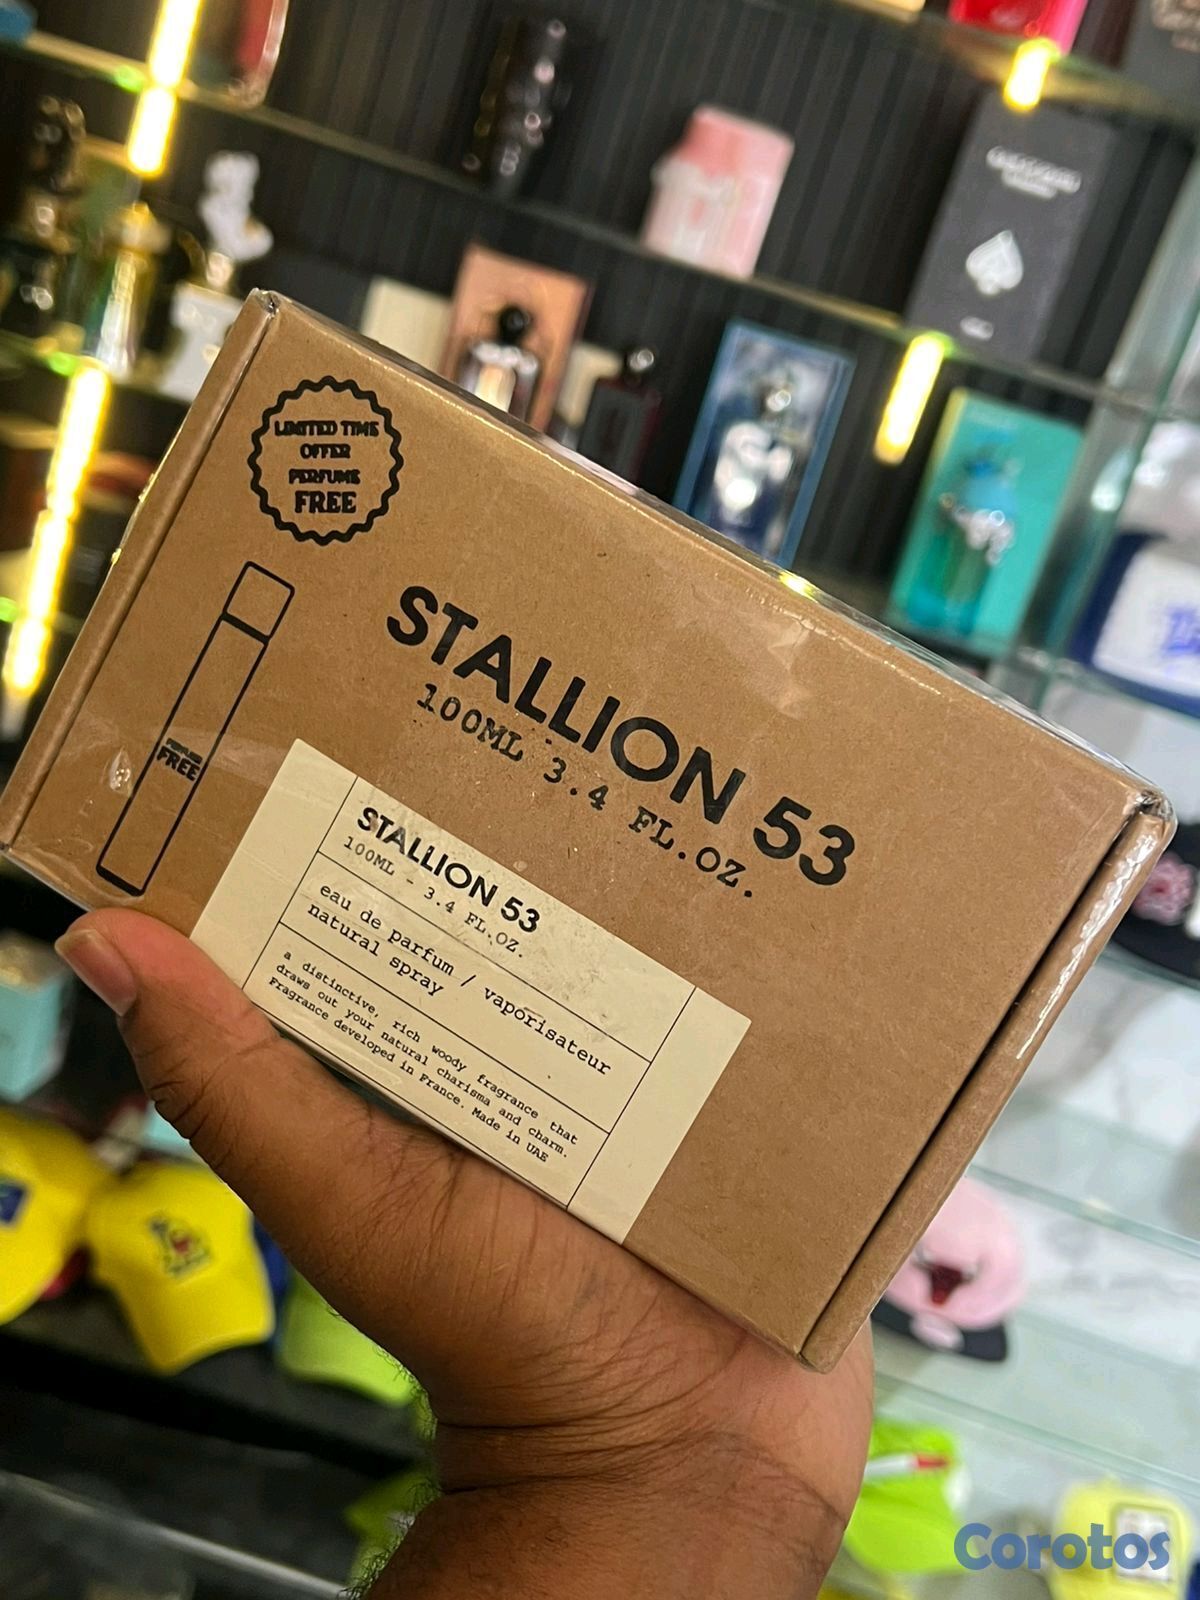 LIMITED TIME
OFFER
PERFUME
FREE
STALLION 53
100ML 3.4 FL.OZ.
PERFUME
FREE
STALLION 53
100ML - 3.4 FL.OZ.
eau de parfum / vaporisateur
natural spray
a distinctive, rich woody fragrance that
draws out your natural charisma and charm.
Fragrance developed in France. Made in UAE
Corotos